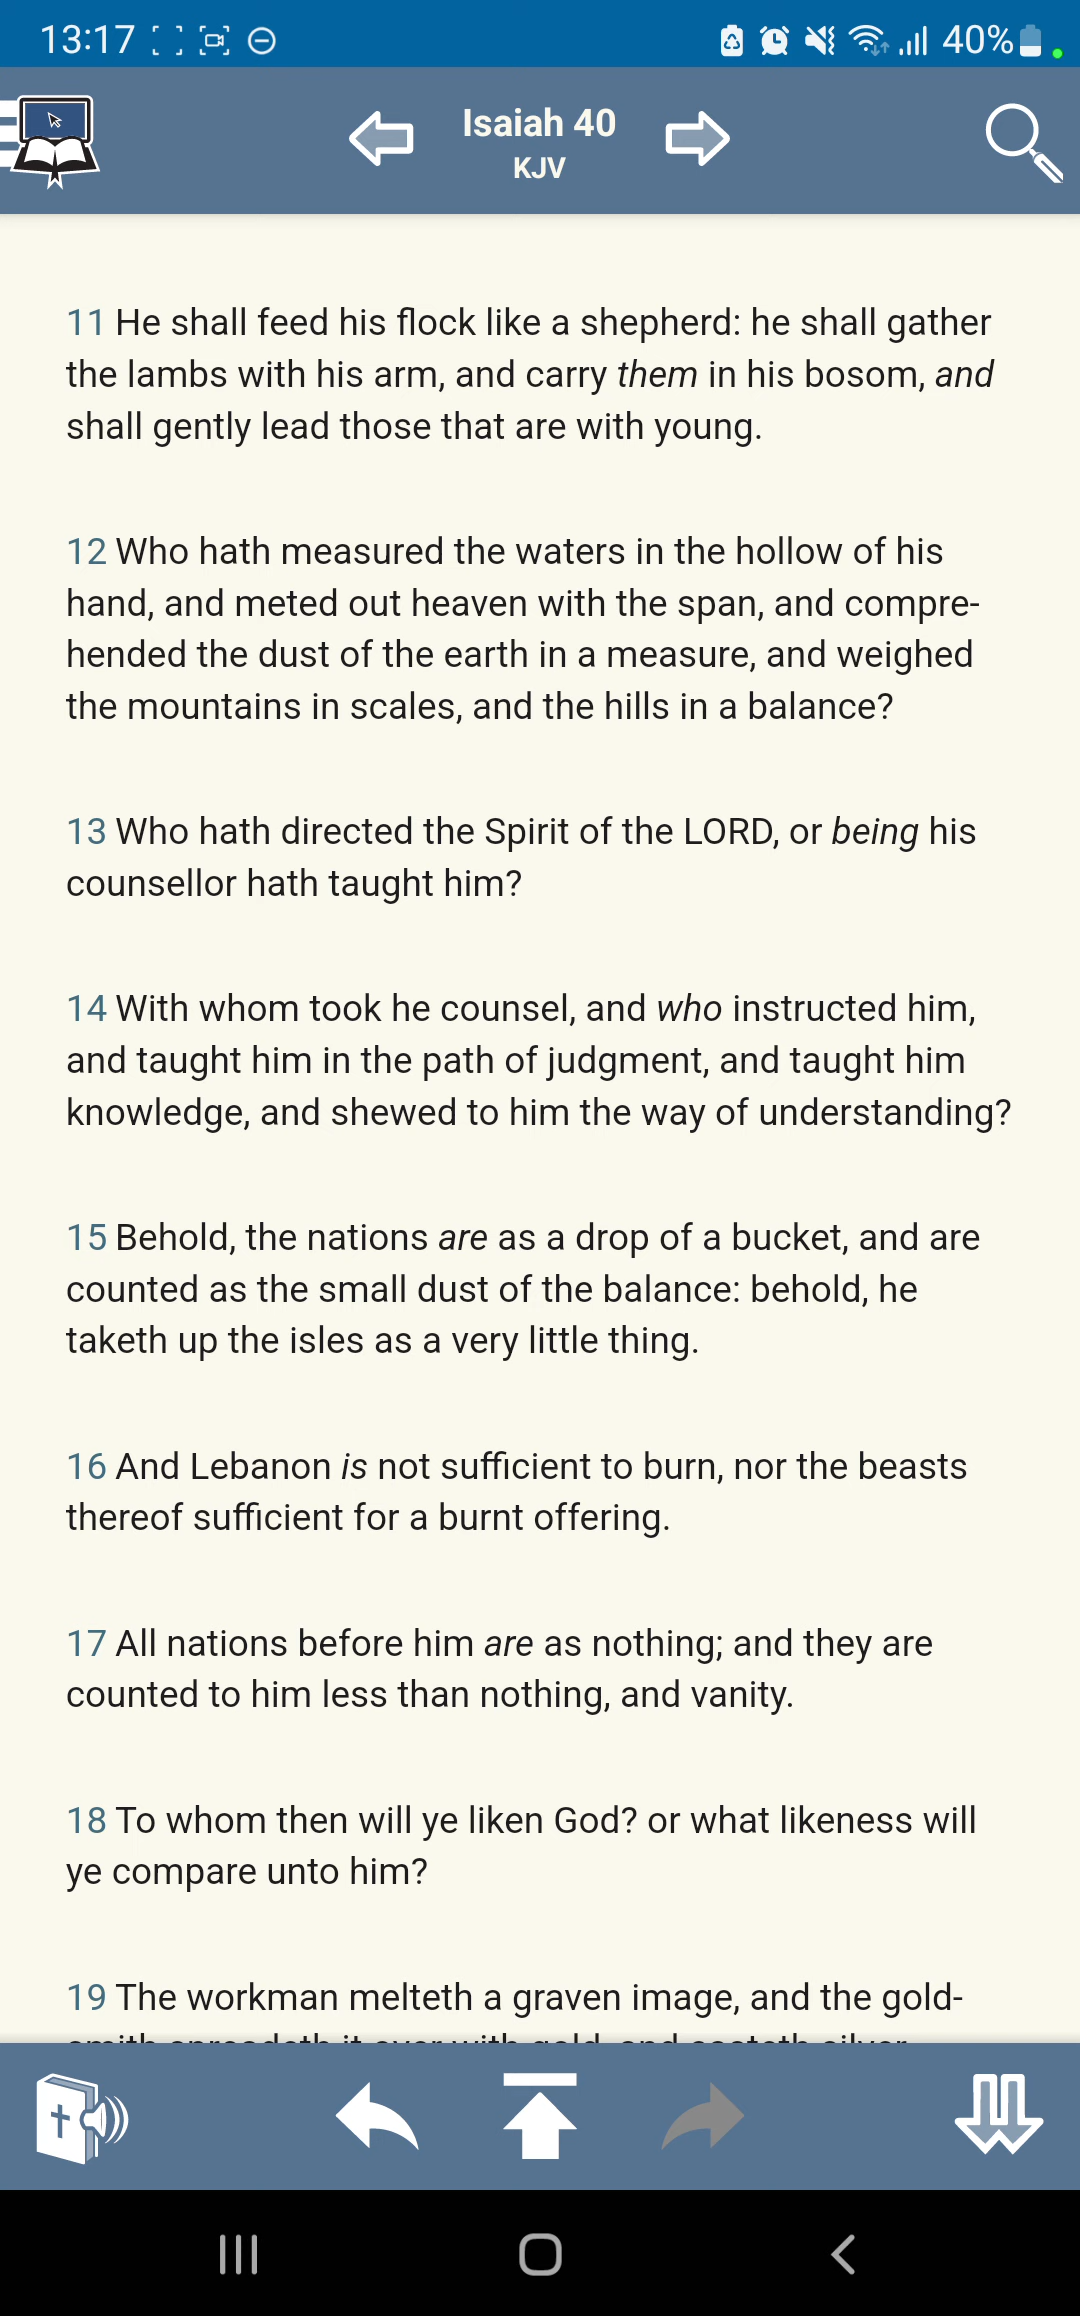 13:17
40%
Isaiah 40
KJV
11 He shall feed his flock like a shepherd: he shall gather
the lambs with his arm, and carry them in his bosom, and
shall gently lead those that are with young.
12 Who hath measured the waters in the hollow of his
hand, and meted out heaven with the span, and compre-
hended the dust of the earth in a measure, and weighed
the mountains in scales, and the hills in a balance?
13 Who hath directed the Spirit of the LORD, or being his
counsellor hath taught him?
14 With whom took he counsel, and who instructed him,
and taught him in the path of judgment, and taught him
knowledge, and shewed to him the way of understanding?
15 Behold, the nations are as a drop of a bucket, and are
counted as the small dust of the balance: behold, he
taketh up the isles as a very little thing.
16 And Lebanon is not sufficient to burn, nor the beasts
thereof sufficient for a burnt offering.
17 All nations before him are as nothing; and they are
counted to him less than nothing, and vanity.
18 To whom then will ye liken God? or what likeness will
ye compare unto him?
19 The workman melteth a graven image, and the gold-